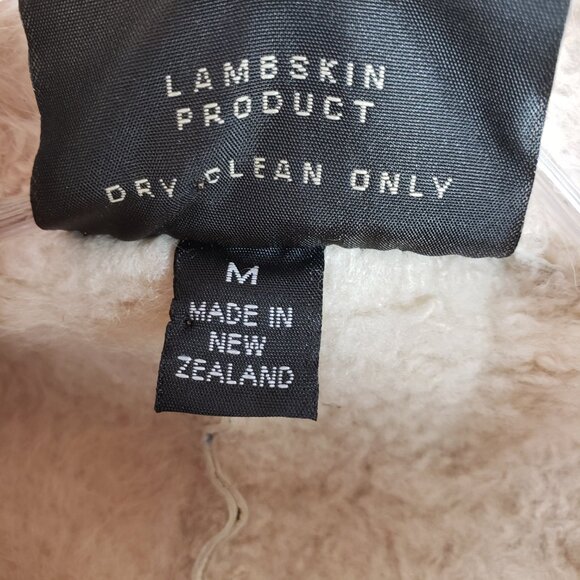 LAMBSKIN
PRODUCT
DRY CLEAN ONLY
M
MADE IN
NEW
ZEALAND